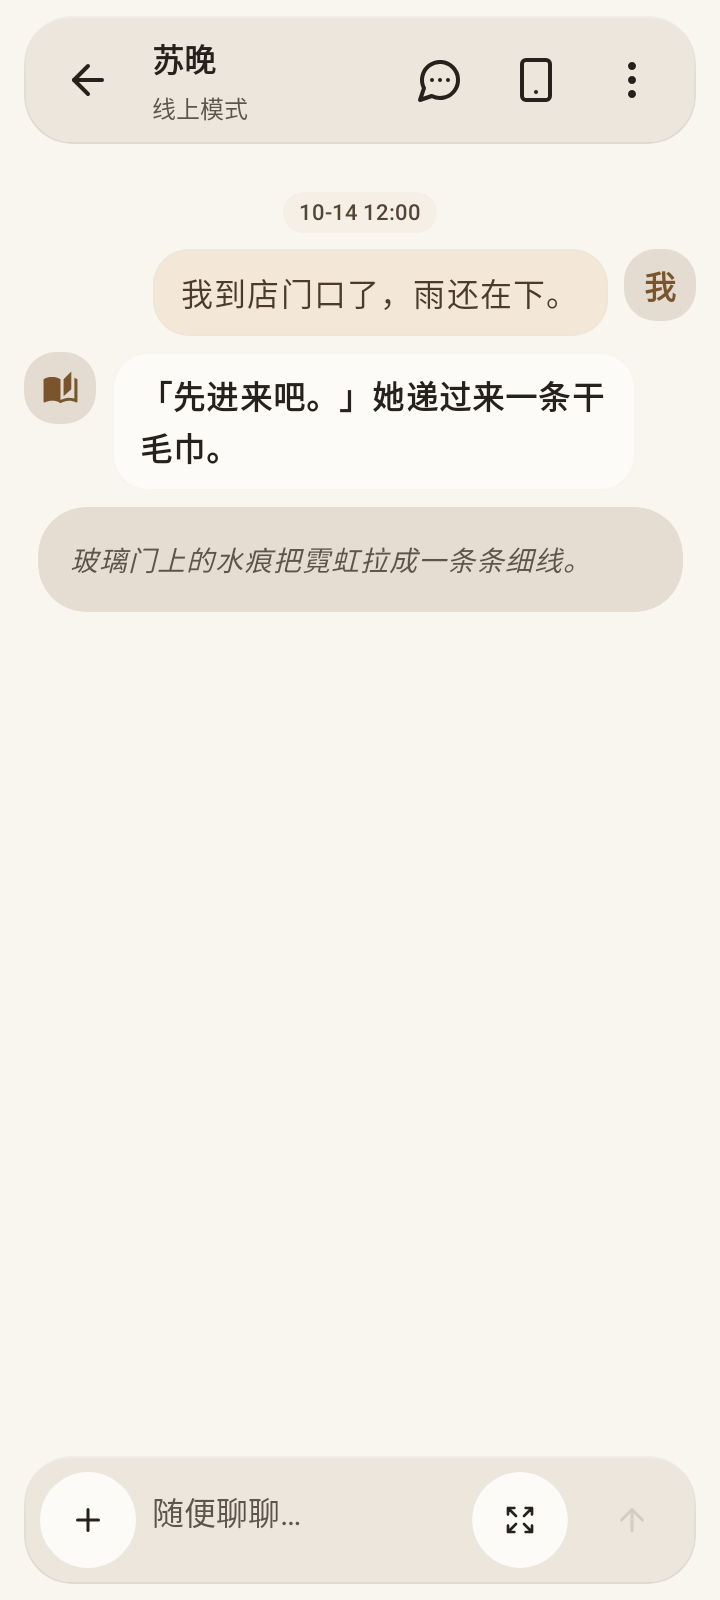 苏晚
线上模式
10-14 12:00
我到店门口了，雨还在下。
我
「先进来吧。」她递过来一条干
毛巾。
玻璃门上的水痕把霓虹拉成一条条细线。
随便聊聊…